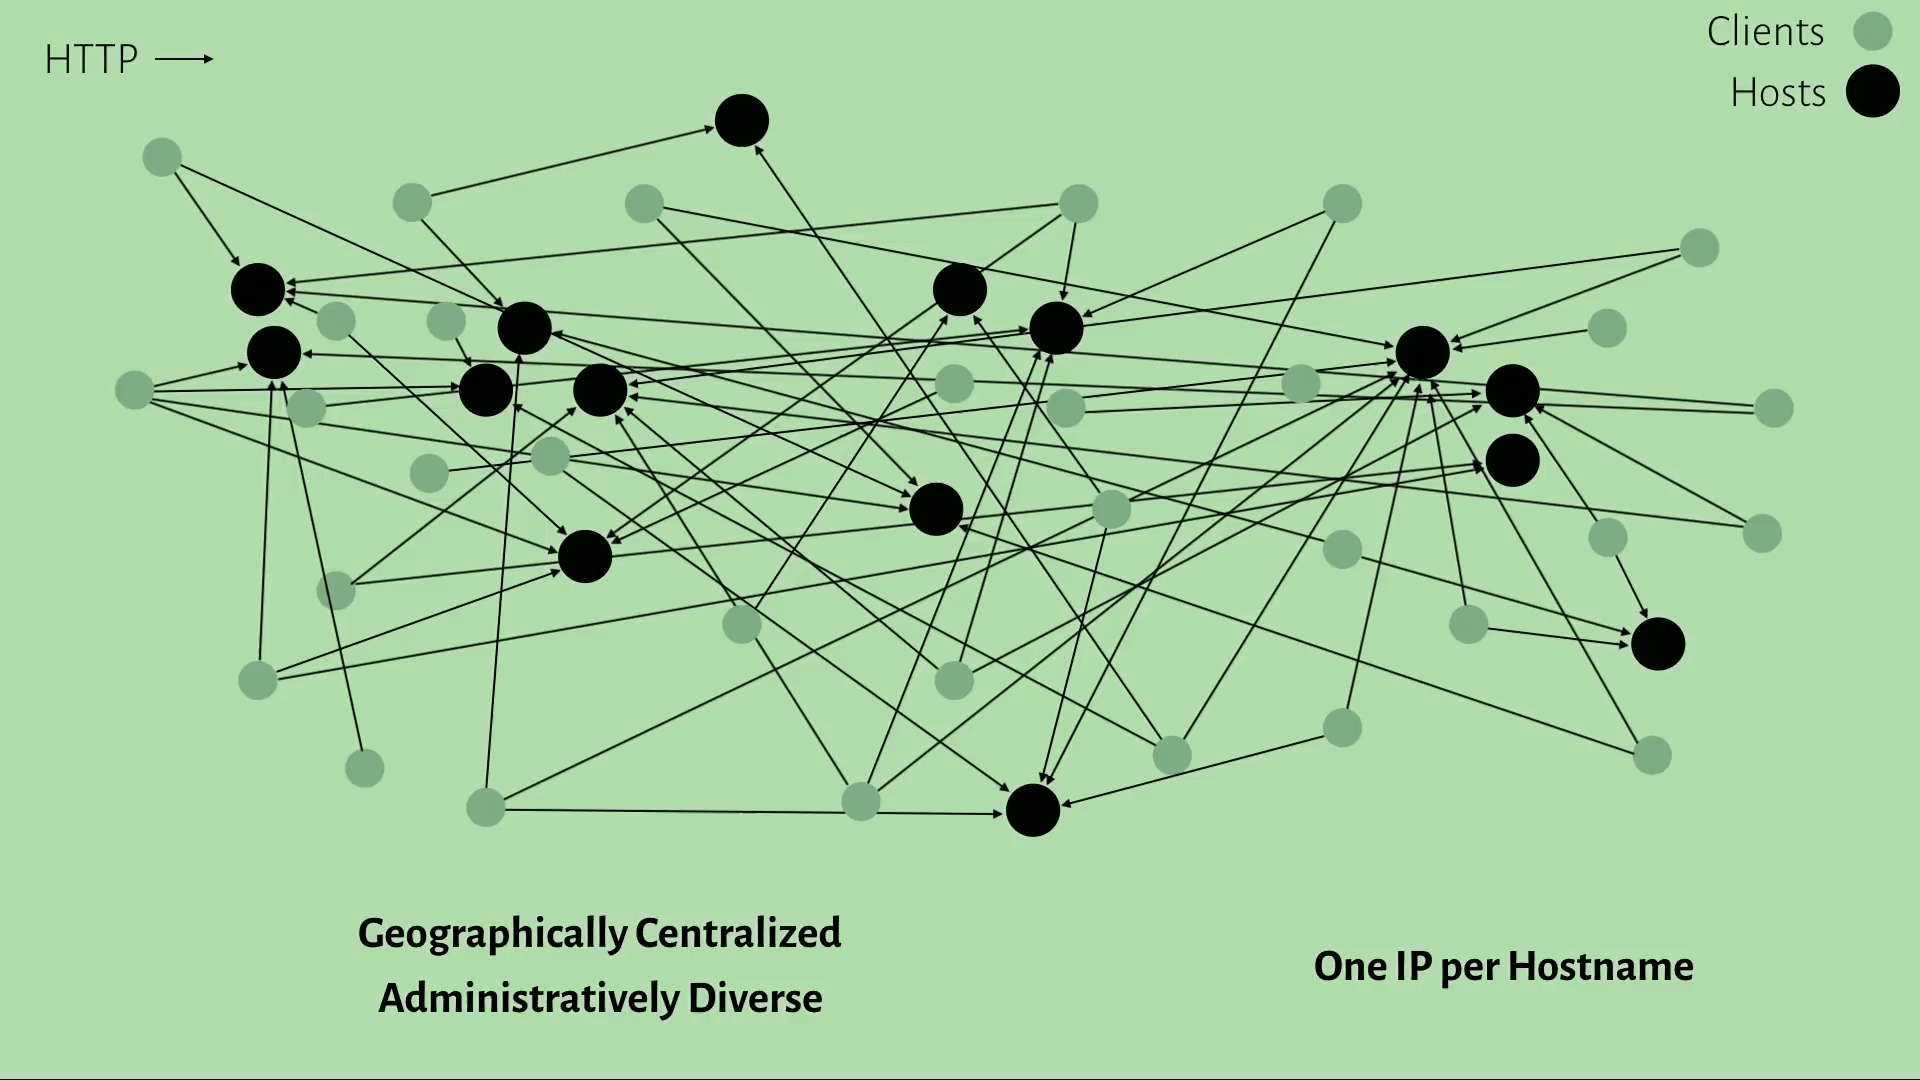 HTTP
Clients
Hosts
Geographically Centralized
Administratively Diverse
One IP per Hostname